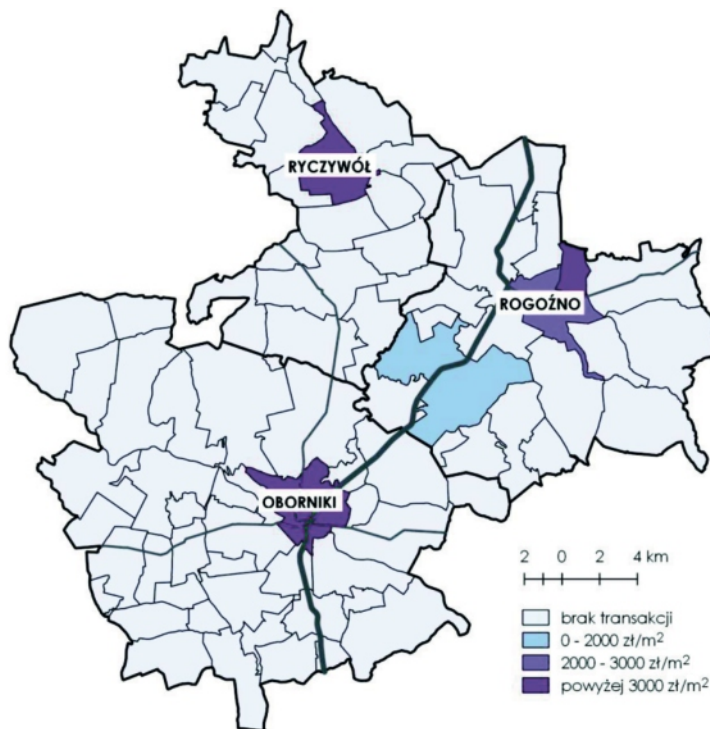 RYCZYWÓŁ
ROGOŹNO
OBORNIKI
2 0 2 4 km
brak transakcji
0 - 2000 zł/m²
2000 - 3000 zł/m²
powyżej 3000 zł/m²